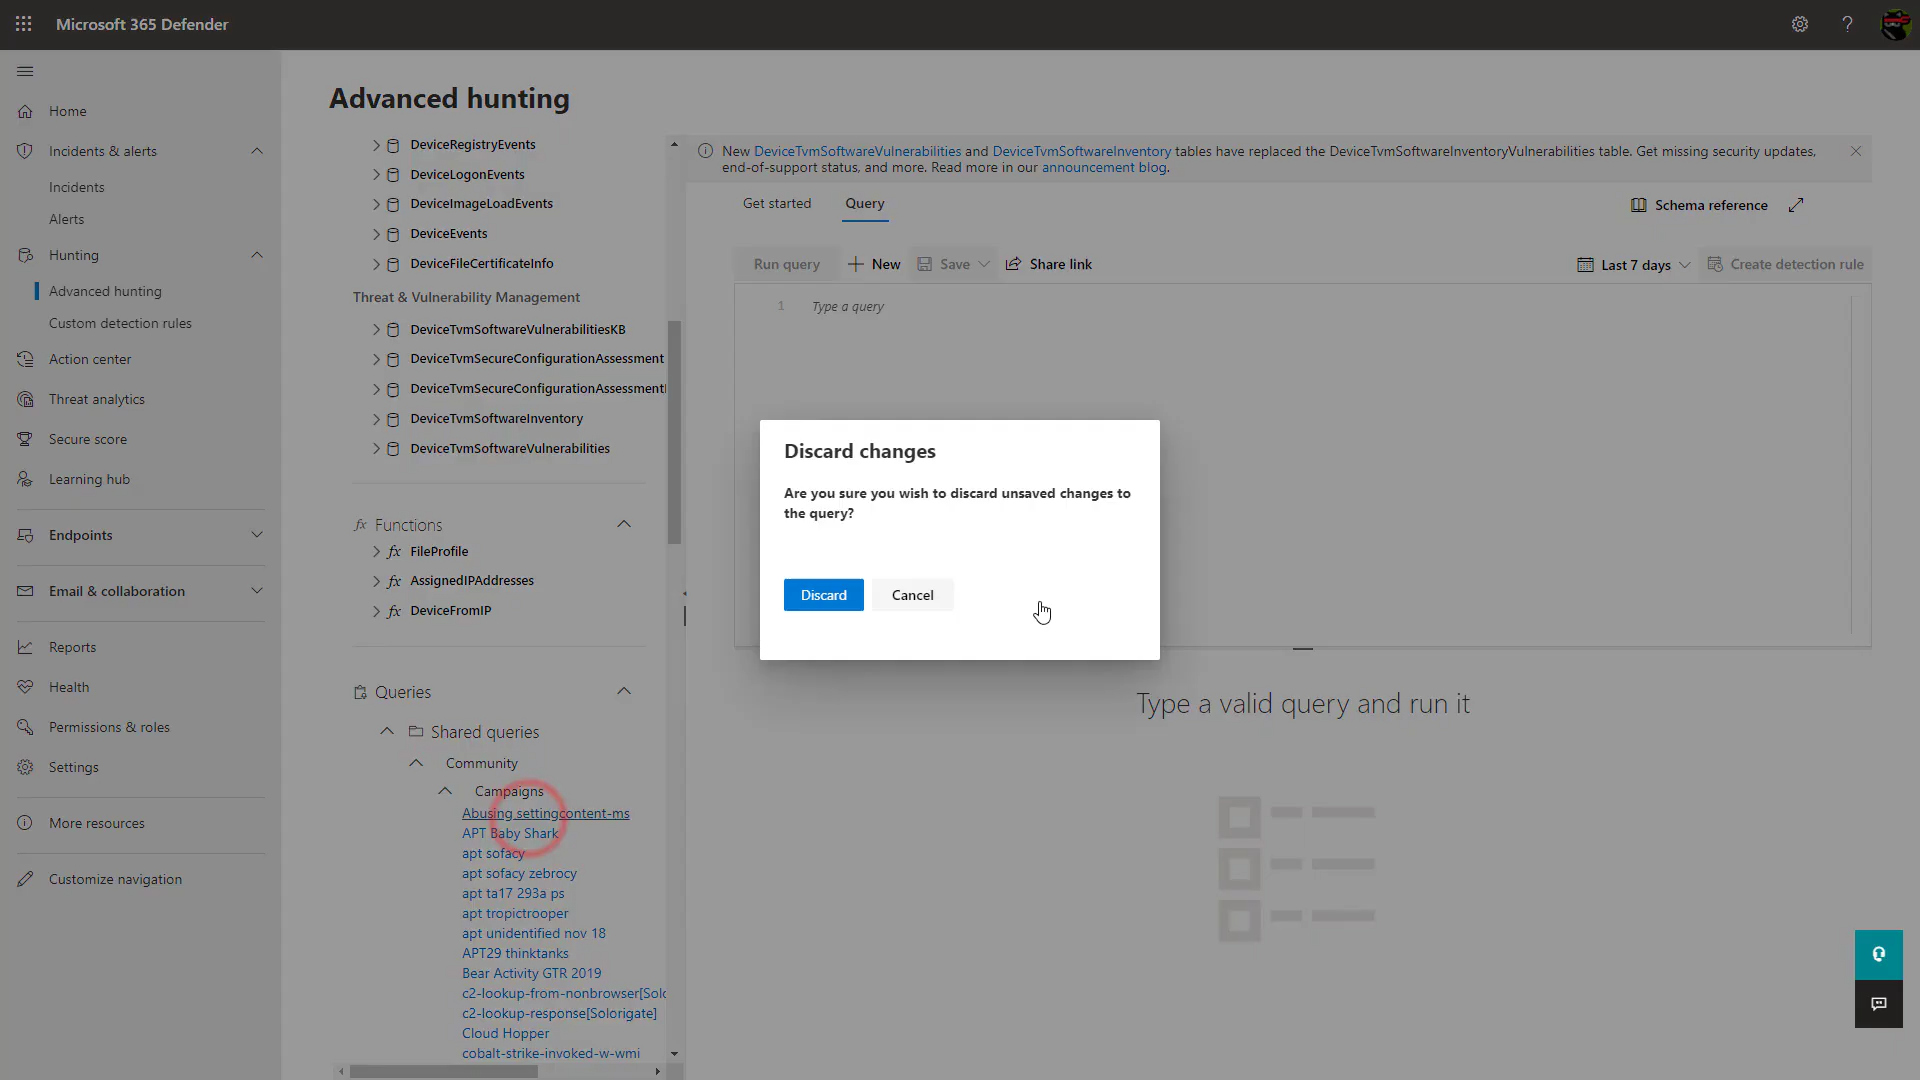 Microsoft 365 Defender
Home
Incidents & alerts
Incidents
Alerts
Hunting
Advanced hunting
Custom detection rules
Action center
Threat analytics
Secure score
Learning hub
Endpoints
Email & collaboration
Reports
Health
Permissions & roles
Settings
More resources
Customize navigation
Advanced hunting
DeviceRegistryEvents
DeviceLogonEvents
DeviceImageLoadEvents
DeviceEvents
DeviceFileCertificateInfo
Threat & Vulnerability Management
DeviceTvmSoftwareVulnerabilitiesKB
DeviceTvmSecureConfigurationAssessment
DeviceTvmSecureConfigurationAssessment
DeviceTvmSoftwareInventory
DeviceTvmSoftwareVulnerabilities
fx Functions
fx FileProfile
fx AssignedIPAddresses
fx DeviceFromIP
Queries
Shared queries
Community
Campaigns
Abusing settingcontent-ms
APT Baby Shark
apt sofacy
apt sofacy zebrocy
apt ta17 293a ps
apt tropictrooper
apt unidentified nov 18
APT29 thinktanks
Bear Activity GTR 2019
c2-lookup-from-nonbrowser[Solo
c2-lookup-response[Solorigate]
Cloud Hopper
cobalt-strike-invoked-w-wmi
New DeviceTvmSoftwareVulnerabilities and DeviceTvmSoftwareInventory tables have replaced the DeviceTvmSoftwareInventoryVulnerabilities table. Get missing security updates,
end-of-support status, and more. Read more in our announcement blog.
Get started Query Schema reference
Run query New Save Share link Last 7 days Create detection rule
1 Type a query
Discard changes
Are you sure you wish to discard unsaved changes to
the query?
Discard Cancel
Type a valid query and run it